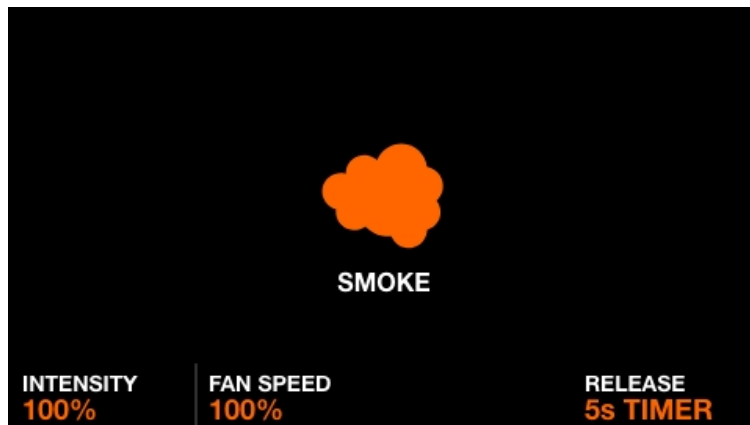 SMOKE
INTENSITY
100%
FAN SPEED
100%
RELEASE
5s TIMER